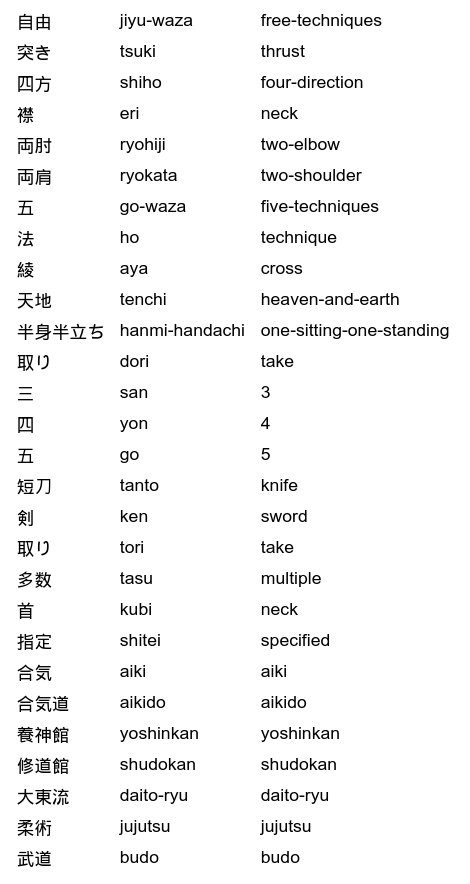 自由 jiyu-waza free-techniques
突き tsuki thrust
四方 shiho four-direction
襟 eri neck
両肘 ryohiji two-elbow
両肩 ryokata two-shoulder
五 go-waza five-techniques
法 ho technique
綾 aya cross
天地 tenchi heaven-and-earth
半身半立ち hanmi-handachi one-sitting-one-standing
取り dori take
三 san 3
四 yon 4
五 go 5
短刀 tanto knife
剣 ken sword
取り tori take
多数 tasu multiple
首 kubi neck
指定 shitei specified
合気 aiki aiki
合気道 aikido aikido
養神館 yoshinkan yoshinkan
修道館 shudokan shudokan
大東流 daito-ryu daito-ryu
柔術 jujutsu jujutsu
武道 budo budo